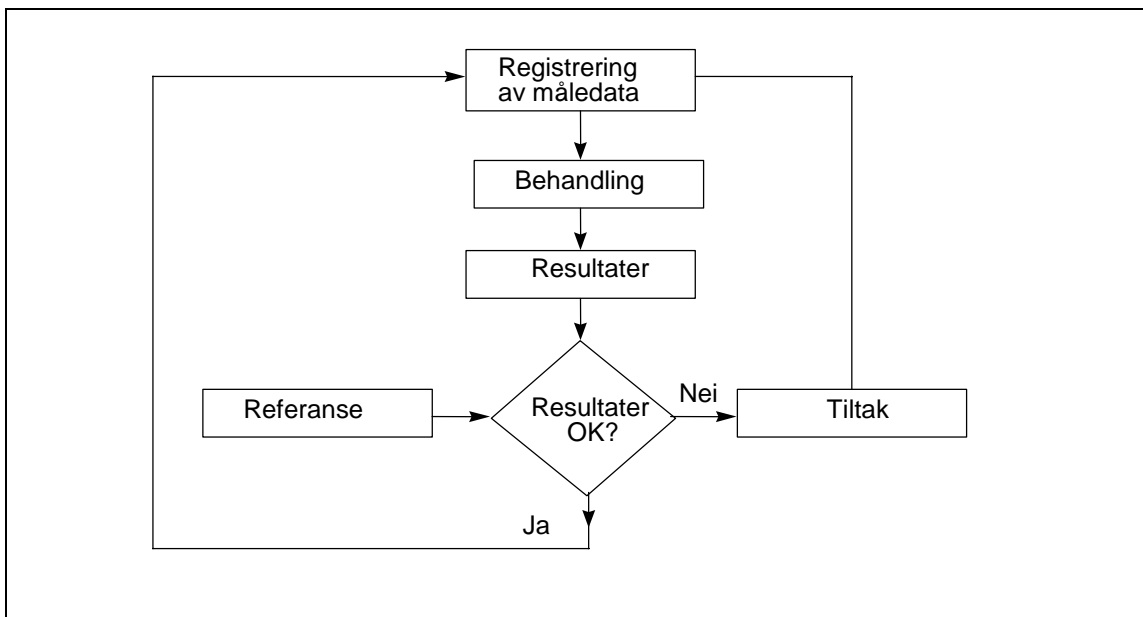 Registrering
av måledata
Behandling
Resultater
Referanse
Resultater
OK?
Nei
Tiltak
Ja